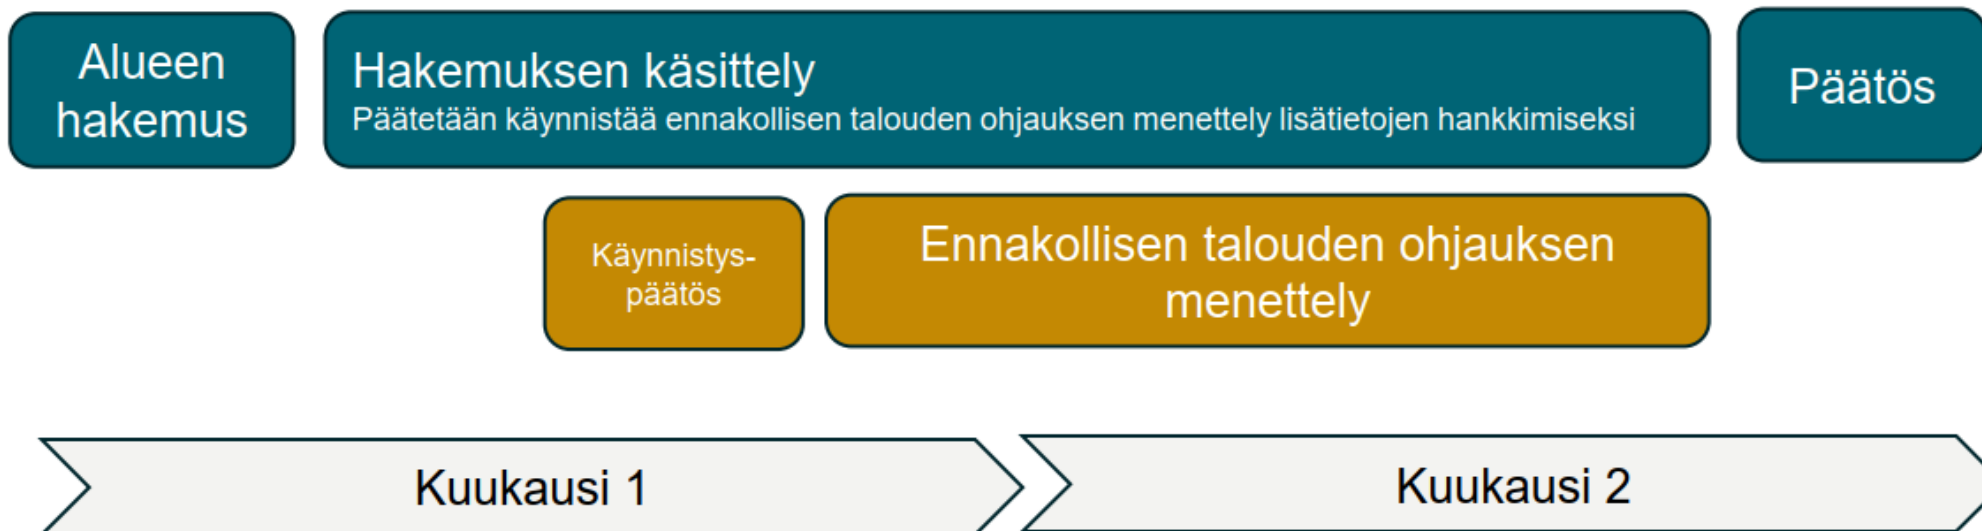 Alueen
hakemus
Hakemuksen käsittely
Päätetään käynnistää ennakollisen talouden ohjauksen menettely lisätietojen hankkimiseksi
Päätös
Käynnistys-
päätös
Ennakollisen talouden ohjauksen
menettely
Kuukausi 1
Kuukausi 2